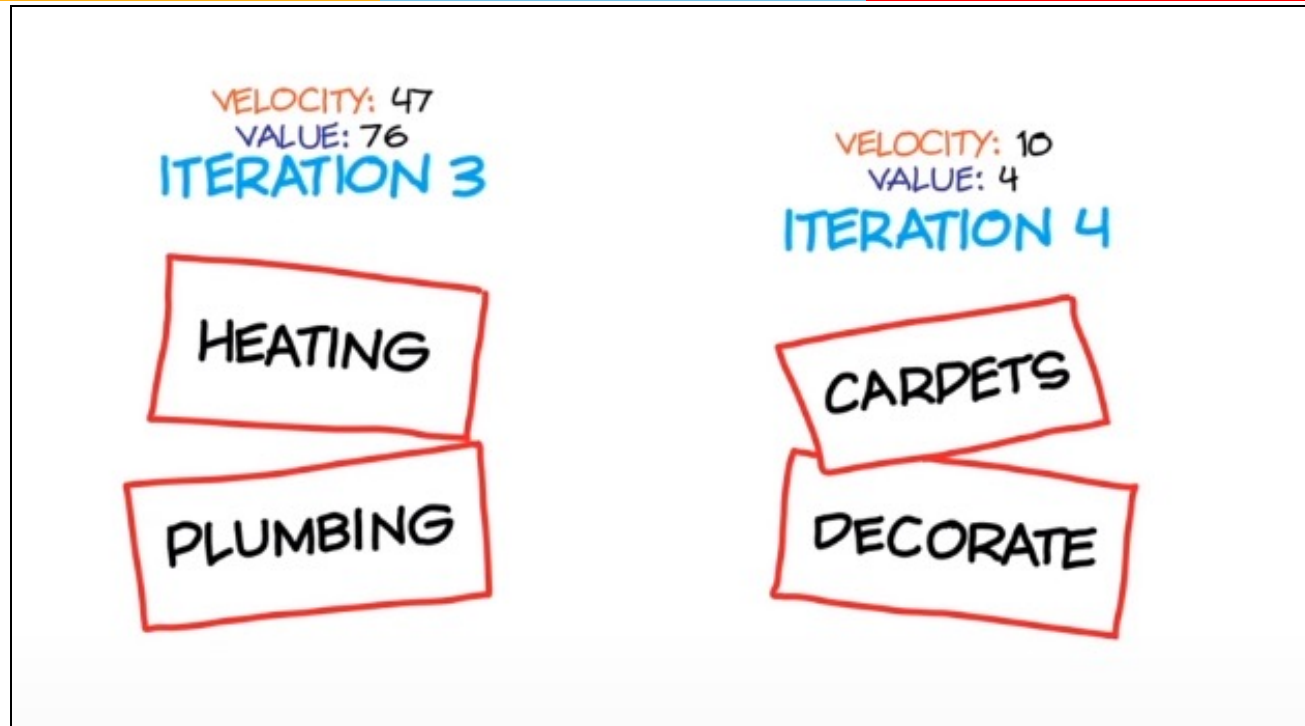 VELOCITY: 47
VALUE: 76
ITERATION 3
HEATING
PLUMBING
VELOCITY: 10
VALUE: 4
ITERATION 4
CARPETS
DECORATE